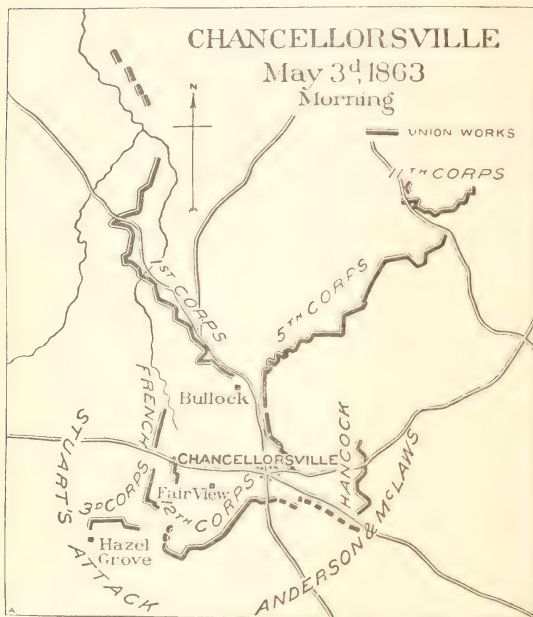 CHANCELLORSVILLE
May 3d, 1863
Morning
N
UNION WORKS
11TH CORPS
1ST CORPS
5TH CORPS
Bullock
FRENCH
HANCOCK
CHANCELLORSVILLE
STUART'S ATTACK
3D CORPS
Fair View
12TH CORPS
Hazel
Grove
ANDERSON & McLAWS
A